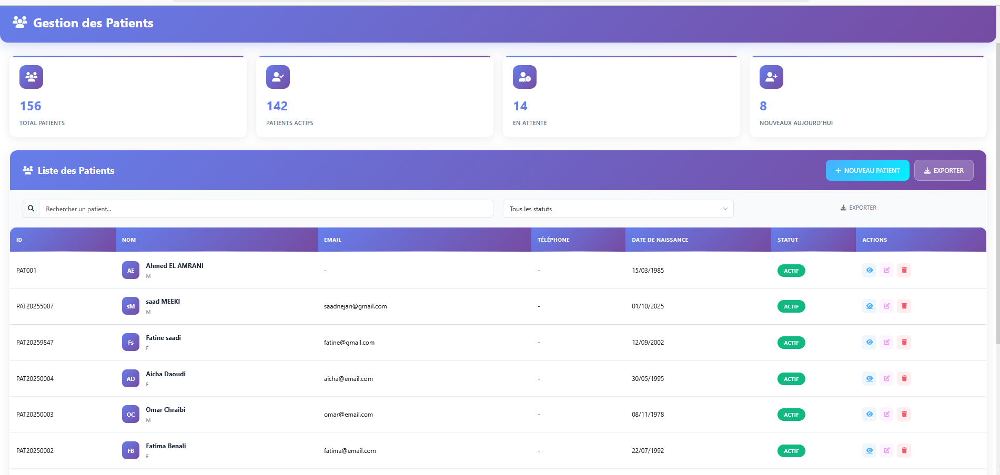 Gestion des Patients
156
TOTAL PATIENTS
142
PATIENTS ACTIFS
14
EN ATTENTE
8
NOUVEAUX AUJOURD'HUI
Liste des Patients
NOUVEAU PATIENT
EXPORTER
Rechercher un patient...
Tous les statuts
EXPORTER
ID NOM EMAIL TÉLÉPHONE DATE DE NAISSANCE STATUT ACTIONS
PAT001 AE Ahmed EL AMRANI - - 15/03/1985 ACTIF
M
PAT20255007 sM saad MEEKI saadnejari@gmail.com - 01/10/2025 ACTIF
M
PAT20259847 Fs Fatine saadi fatine@gmail.com - 12/09/2002 ACTIF
F
PAT20250004 AD Aicha Daoudi aicha@email.com - 30/05/1995 ACTIF
F
PAT20250003 OC Omar Chraibi omar@email.com - 08/11/1978 ACTIF
M
PAT20250002 FB Fatima Benali fatima@email.com - 22/07/1992 ACTIF
F